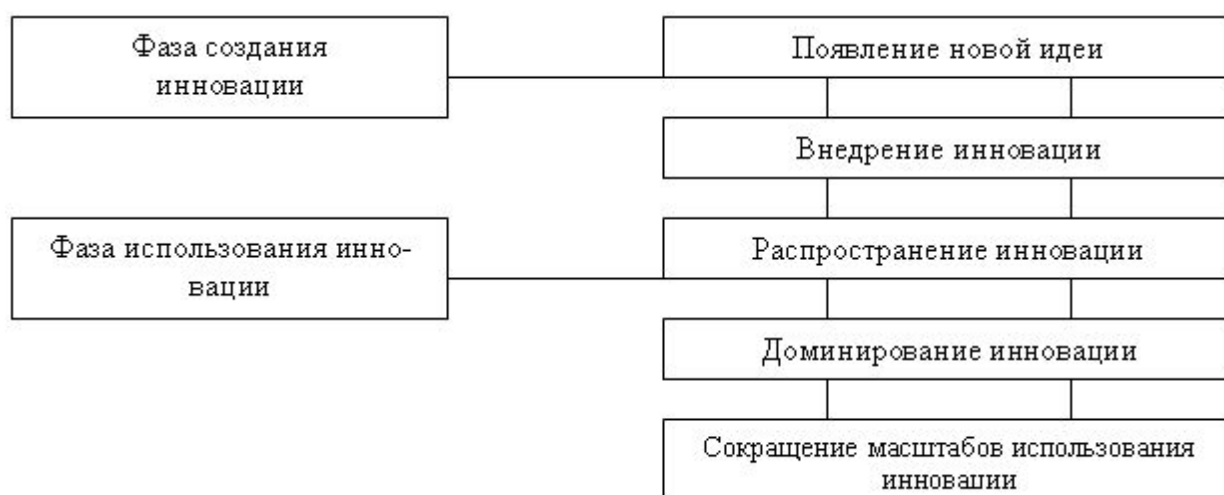 Фаза создания
инновации
Появление новой идеи
Внедрение инновации
Фаза использования инно-
вации
Распространение инновации
Доминирование инновации
Сокращение масштабов использования
инновации